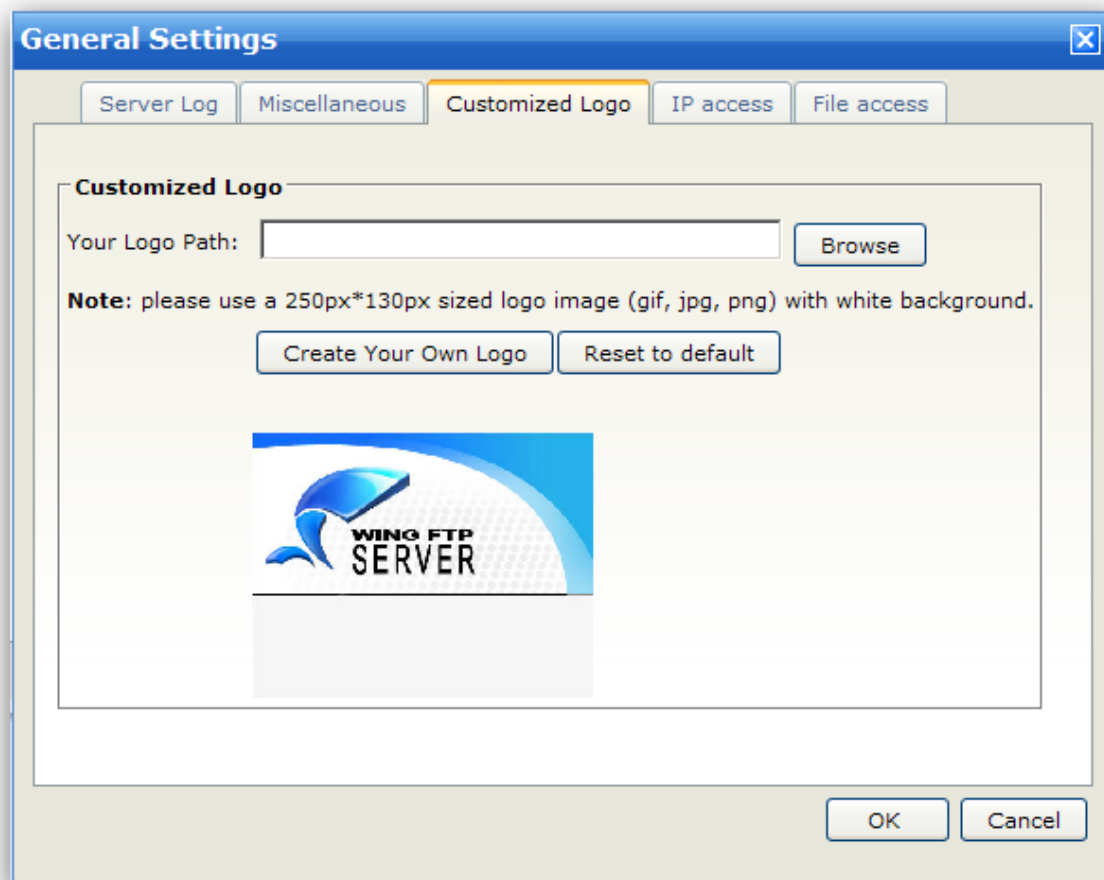 General Settings
Server Log Miscellaneous Customized Logo IP access File access
Customized Logo
Your Logo Path: Browse
Note: please use a 250px*130px sized logo image (gif, jpg, png) with white background.
Create Your Own Logo Reset to default
WING FTP
SERVER
OK Cancel